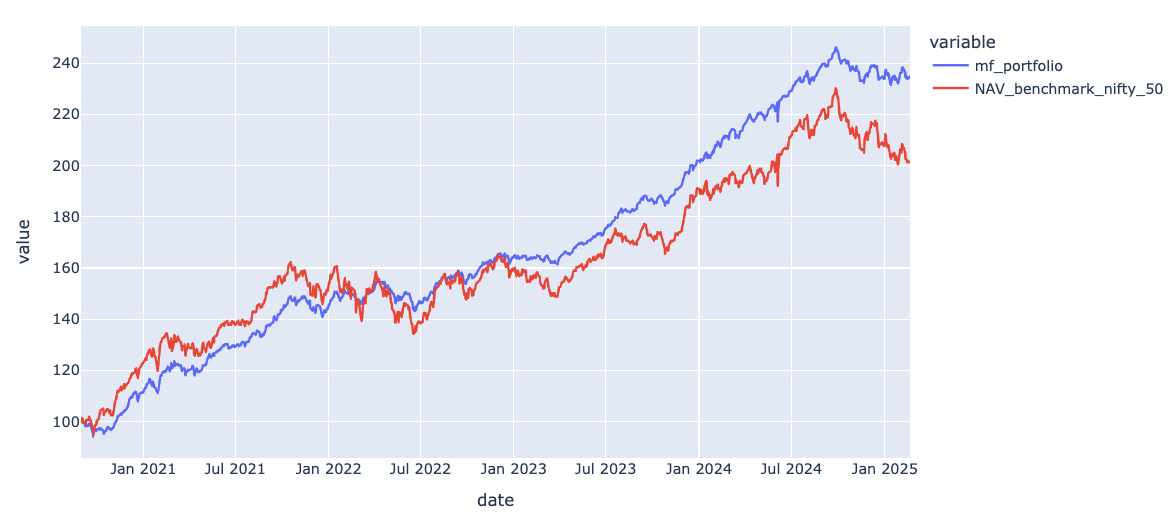 variable
mf_portfolio
NAV_benchmark_nifty_50
value
240
220
200
180
160
140
120
100
Jan 2021
Jul 2021
Jan 2022
Jul 2022
Jan 2023
Jul 2023
Jan 2024
Jul 2024
Jan 2025
date